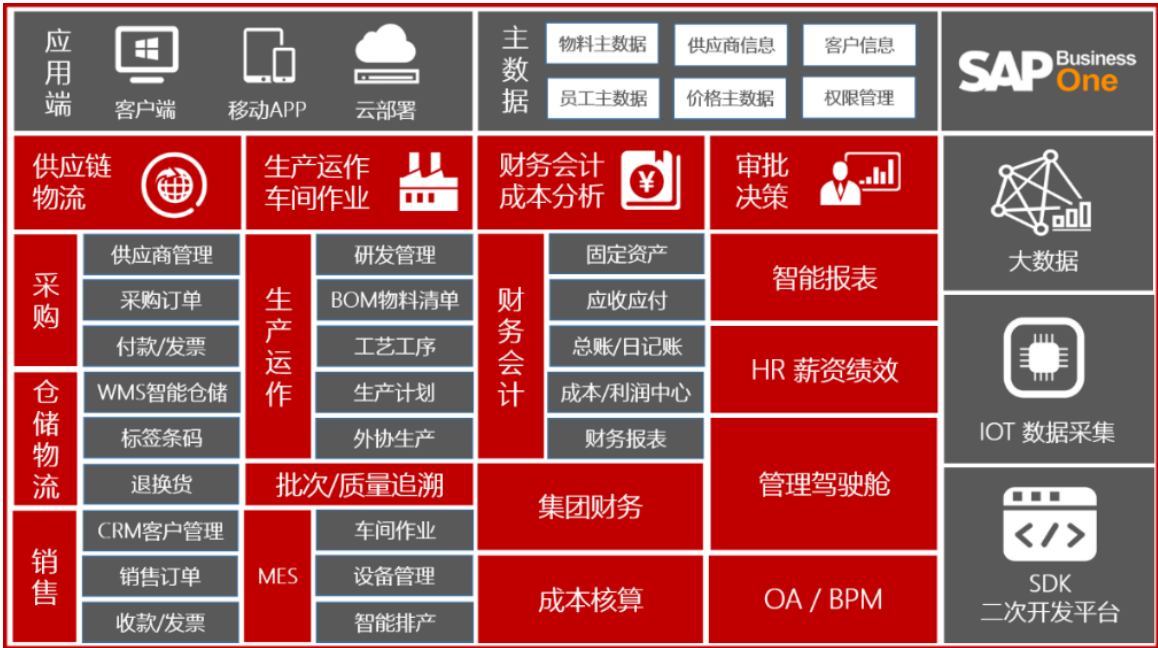 应用端
客户端
移动APP
云部署
主数据
物料主数据
供应商信息
客户信息
员工主数据
价格主数据
权限管理
SAP Business One
供应链
物流
生产运作
车间作业
财务会计
成本分析
¥
审批
决策
大数据
采购
供应商管理
采购订单
付款/发票
仓储物流
WMS智能仓储
标签条码
退换货
销售
CRM客户管理
销售订单
收款/发票
生产运作
研发管理
BOM物料清单
工艺工序
生产计划
外协生产
批次/质量追溯
MES
车间作业
设备管理
智能排产
财务会计
固定资产
应收应付
总账/日记账
成本/利润中心
财务报表
集团财务
成本核算
智能报表
HR 薪资绩效
管理驾驶舱
OA / BPM
IOT 数据采集
</>
SDK
二次开发平台